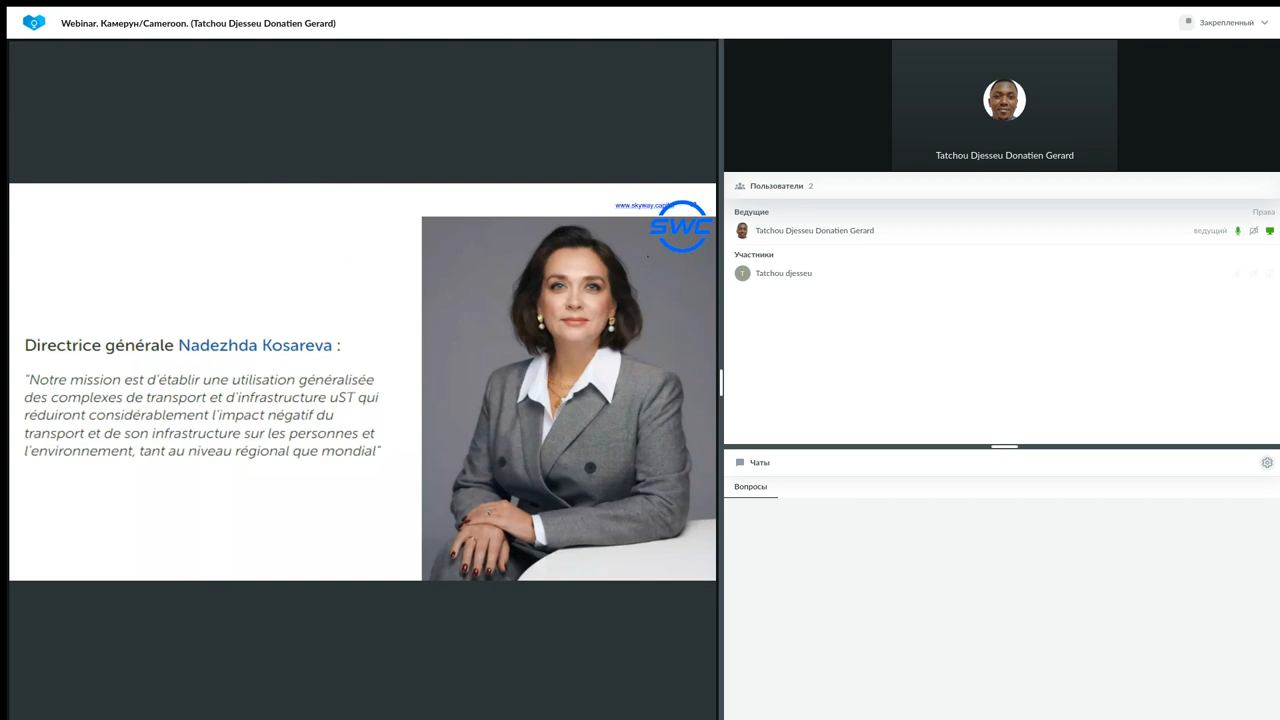 Webinar. Камерун/Cameroon. (Tatchou Djesseu Donatien Gerard)
Закрепленный
www.skyway.capital
SWC
Directrice générale Nadezhda Kosareva :
"Notre mission est d'établir une utilisation généralisée
des complexes de transport et d'infrastructure uST qui
réduiront considérablement l'impact négatif du
transport et de son infrastructure sur les personnes et
l'environnement, tant au niveau régional que mondial"
Tatchou Djesseu Donatien Gerard
Пользователи 2
Ведущие Права
Tatchou Djesseu Donatien Gerard ведущий
Участники
T Tatchou djesseu
Чаты
Вопросы